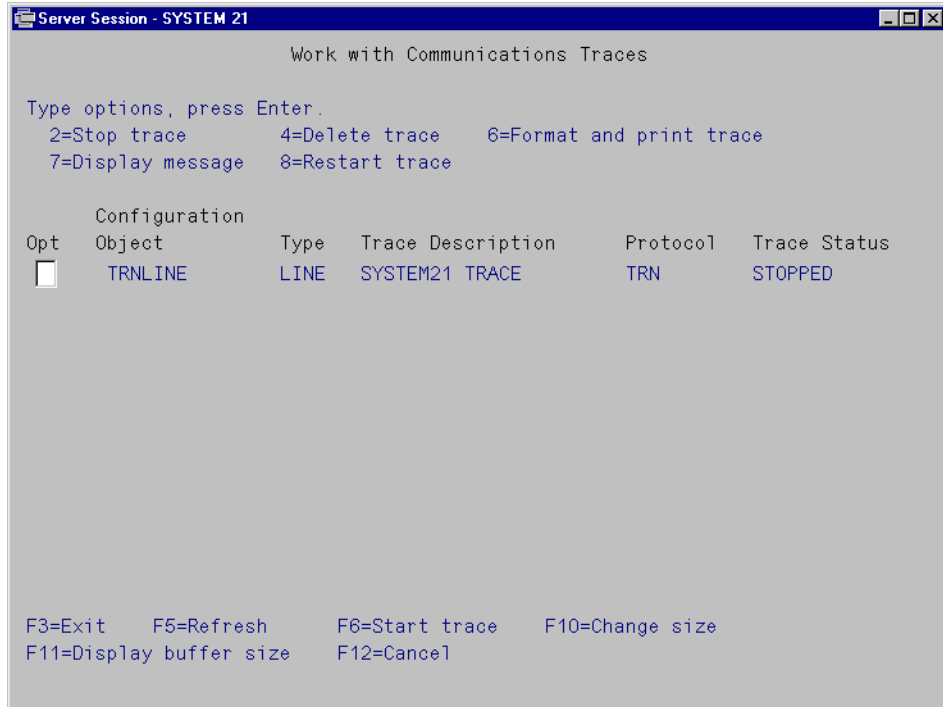 Server Session - SYSTEM 21
Work with Communications Traces
Type options, press Enter.
2=Stop trace 4=Delete trace 6=Format and print trace
7=Display message 8=Restart trace
Configuration
Opt Object Type Trace Description Protocol Trace Status
TRNLINE LINE SYSTEM21 TRACE TRN STOPPED
F3=Exit F5=Refresh F6=Start trace F10=Change size
F11=Display buffer size F12=Cancel